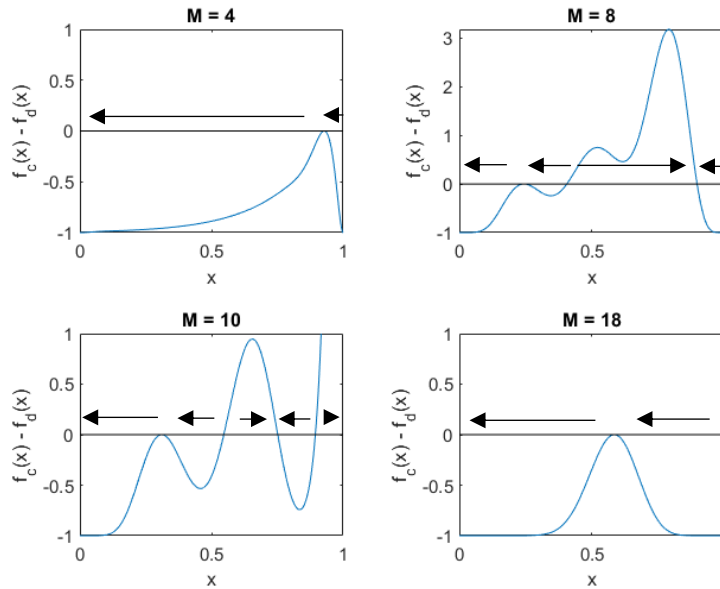 M = 4
f_c(x) - f_d(x)
1
0.5
0
-0.5
-1
0
0.5
1
x
M = 8
f_c(x) - f_d(x)
3
2
1
0
-1
0
0.5
x
M = 10
f_c(x) - f_d(x)
1
0.5
0
-0.5
-1
0
0.5
1
x
M = 18
f_c(x) - f_d(x)
1
0.5
0
-0.5
-1
0
0.5
x